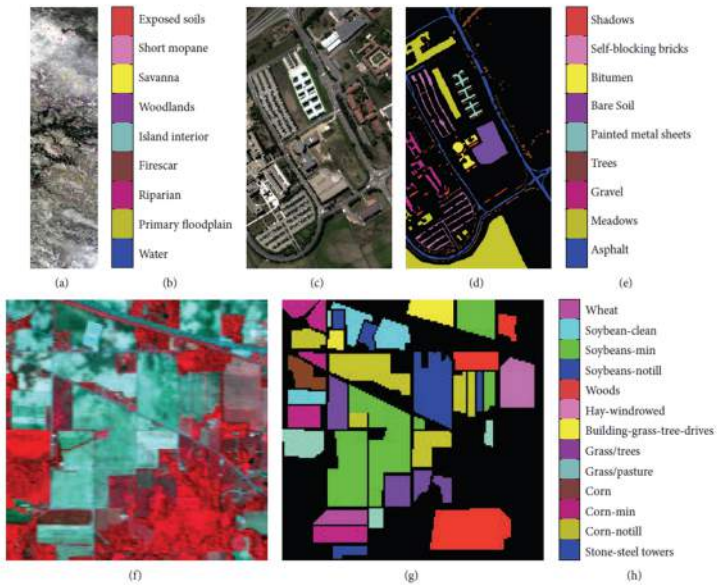 Exposed soils
Short mopane
Savanna
Woodlands
Island interior
Firescar
Riparian
Primary floodplain
Water
Shadows
Self-blocking bricks
Bitumen
Bare Soil
Painted metal sheets
Trees
Gravel
Meadows
Asphalt
(a)
(b)
(c)
(d)
(e)
Wheat
Soybean-clean
Soybeans-min
Soybeans-notill
Woods
Hay-windrowed
Building-grass-tree-drives
Grass/trees
Grass/pasture
Corn
Corn-min
Corn-notill
Stone-steel towers
(f)
(g)
(h)